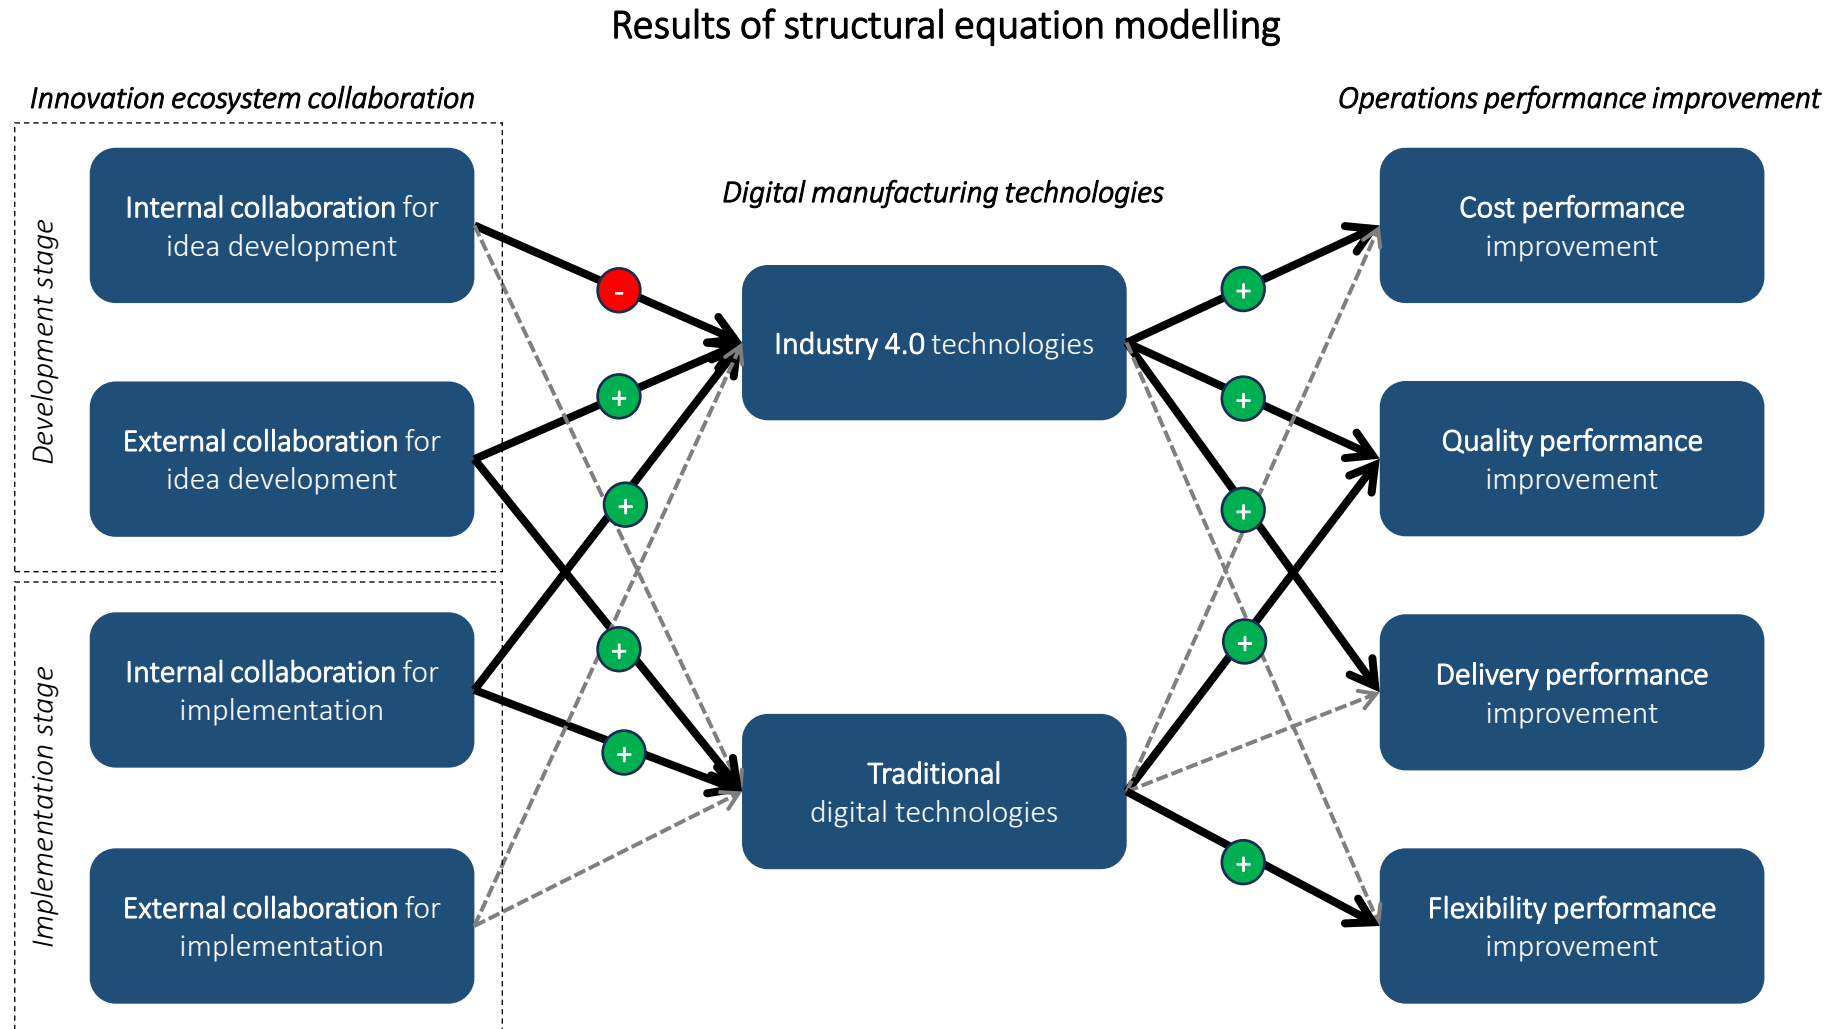 Results of structural equation modelling
Innovation ecosystem collaboration
Development stage
Internal collaboration for
idea development
External collaboration for
idea development
Implementation stage
Internal collaboration for
implementation
External collaboration for
implementation
-
+
+
+
+
Digital manufacturing technologies
Industry 4.0 technologies
Traditional
digital technologies
+
+
+
+
+
Operations performance improvement
Cost performance
improvement
Quality performance
improvement
Delivery performance
improvement
Flexibility performance
improvement